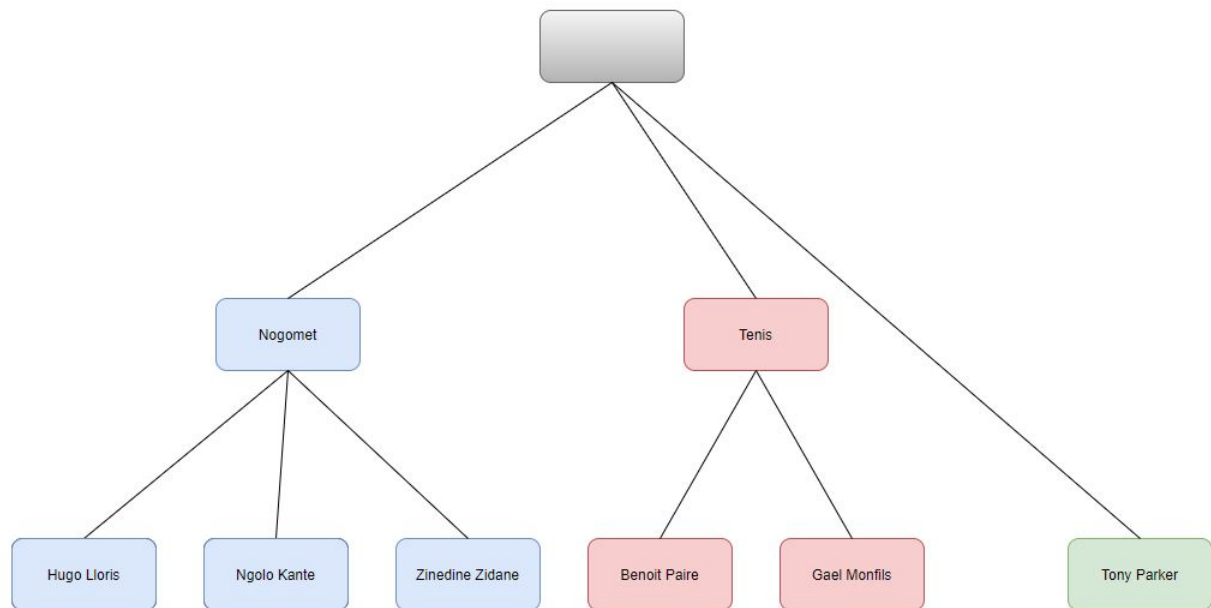 Nogomet
Tenis
Hugo Lloris
Ngolo Kante
Zinedine Zidane
Benoit Paire
Gael Monfils
Tony Parker